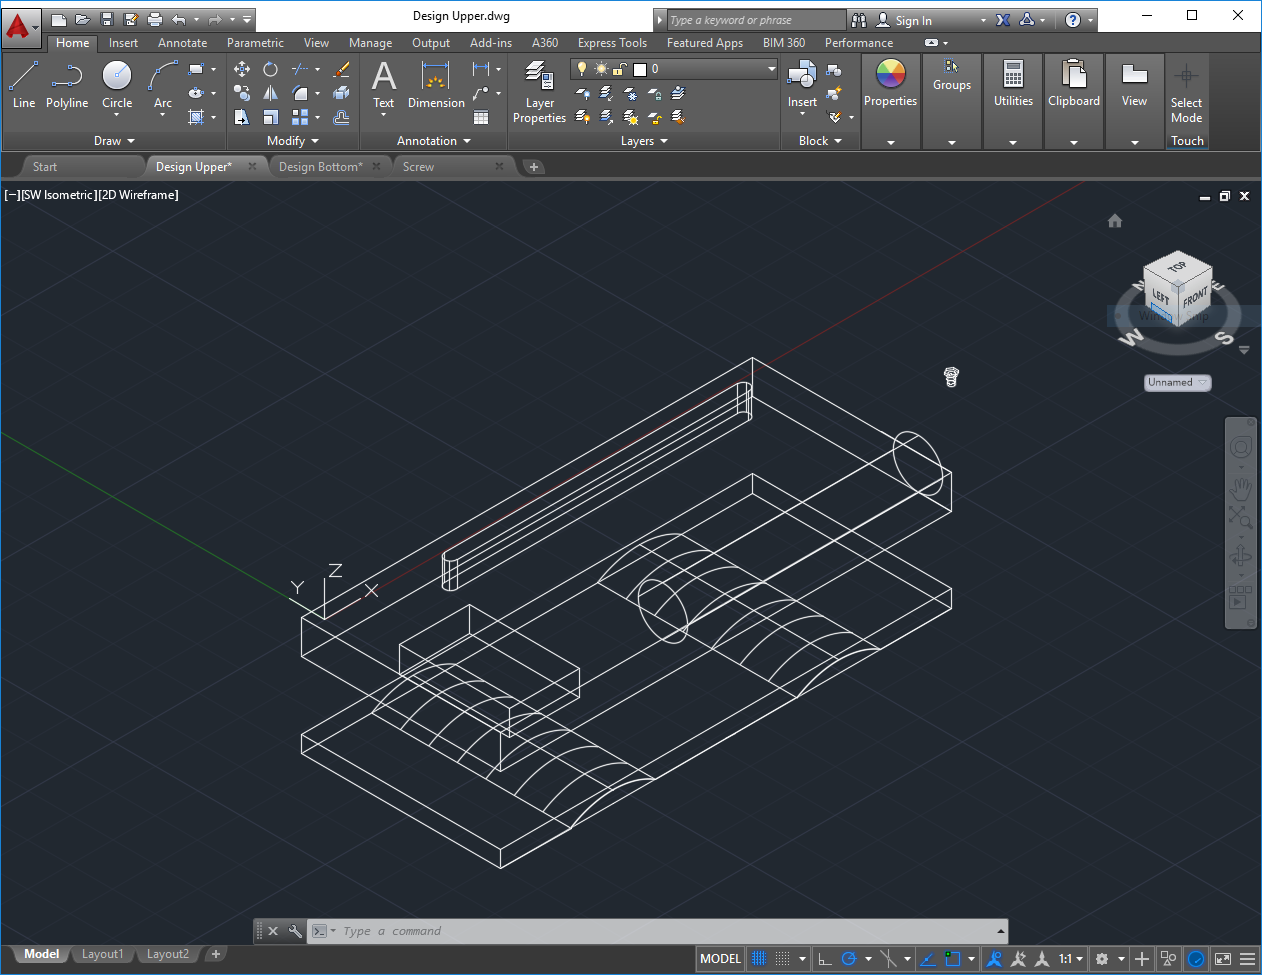 Design Upper.dwg
Type a keyword or phrase
Sign In
Home Insert Annotate Parametric View Manage Output Add-ins A360 Express Tools Featured Apps BIM 360 Performance
Line Polyline Circle Arc
Draw
Modify
Text Dimension
Annotation
Layer Properties
0
Layers
Insert
Block
Properties
Groups
Utilities
Clipboard
View
Select Mode
Touch
Start Design Upper* Design Bottom* Screw
[−][SW Isometric][2D Wireframe]
TOP
LEFT FRONT
N E
W S
Window Snip
Unnamed
Z
Y X
Type a command
Model Layout1 Layout2
MODEL 1:1